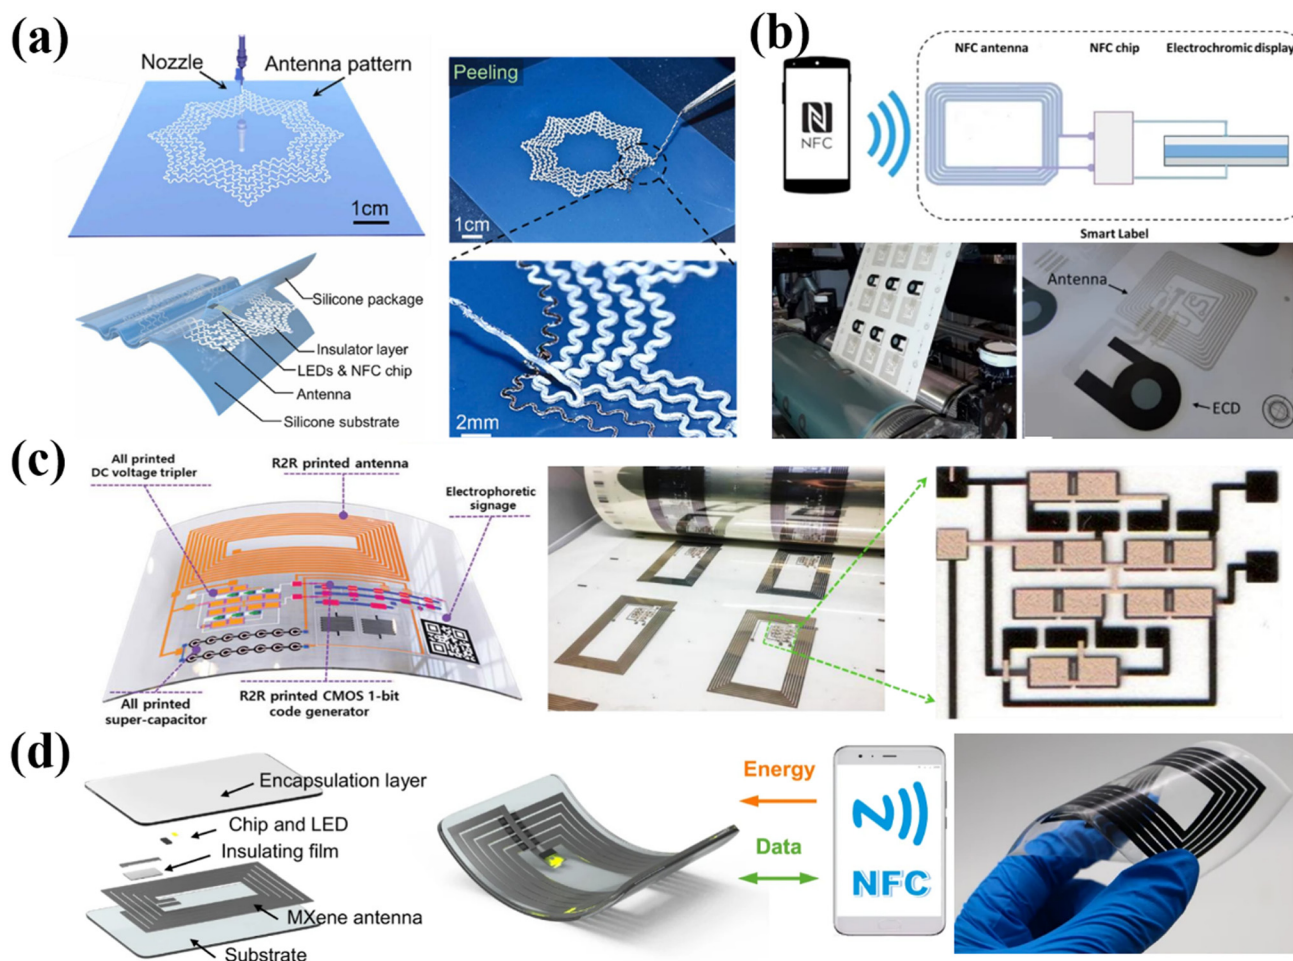 (a)
Nozzle
Antenna pattern
1cm
Peeling
1cm
Silicone package
Insulator layer
LEDs & NFC chip
Antenna
Silicone substrate
2mm
(b)
NFC antenna
NFC chip
Electrochromic display
NFC
Smart Label
Antenna
ECD
(c)
All printed
DC voltage tripler
R2R printed antenna
Electrophoretic
signage
All printed
super-capacitor
R2R printed CMOS 1-bit
code generator
(d)
Encapsulation layer
Chip and LED
Insulating film
MXene antenna
Substrate
Energy
Data
NFC